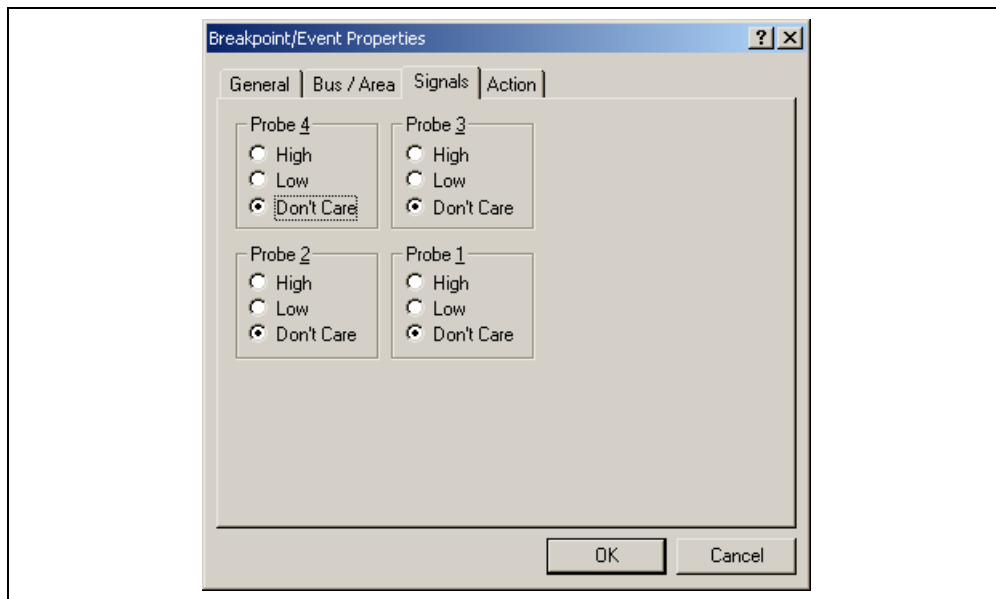 Breakpoint/Event Properties
General Bus / Area Signals Action
Probe 4 Probe 3
High High
Low Low
Don't Care Don't Care
Probe 2 Probe 1
High High
Low Low
Don't Care Don't Care
OK Cancel